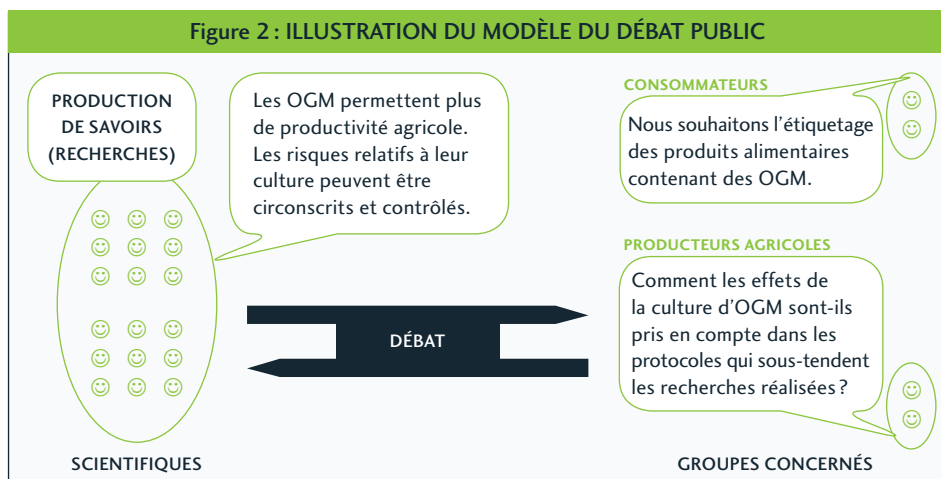 Figure 2 : ILLUSTRATION DU MODÈLE DU DÉBAT PUBLIC
PRODUCTION
DE SAVOIRS
(RECHERCHES)
Les OGM permettent plus
de productivité agricole.
Les risques relatifs à leur
culture peuvent être
circonscrits et contrôlés.
CONSOMMATEURS
Nous souhaitons l’étiquetage
des produits alimentaires
contenant des OGM.
PRODUCTEURS AGRICOLES
Comment les effets de
la culture d’OGM sont-ils
pris en compte dans les
protocoles qui sous-tendent
les recherches réalisées ?
DÉBAT
SCIENTIFIQUES
GROUPES CONCERNÉS